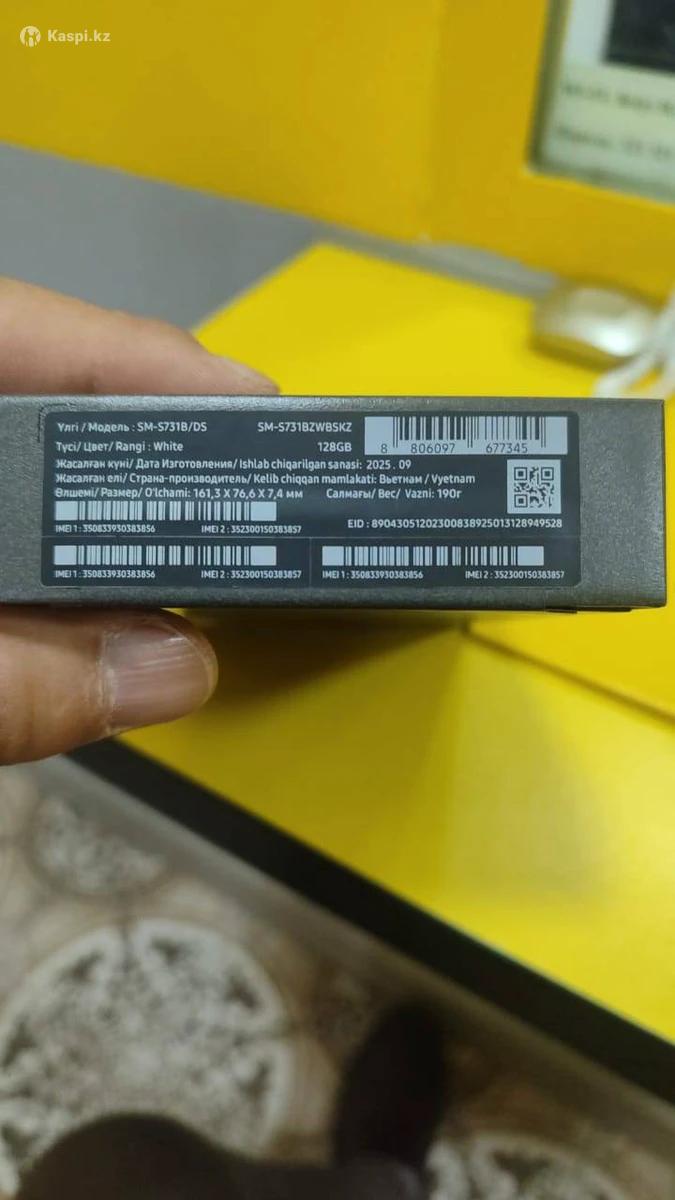 Kaspi.kz
Үлгі / Модель : SM-S731B/DS SM-S731BZWBSKZ
Түсі/ Цвет/ Rangi : White 128GB
8 806097 677345
Жасалған күні/ Дата Изготовления/ Ishlab chiqarilgan sanasi: 2025 . 09
Жасалған елі/ Страна-производитель/ Kelib chiqqan mamlakati: Вьетнам / Vyetnam
Өлшемі/ Размер/ O'lchami: 161,3 X 76,6 X 7,4 мм Салмағы/ Вес/ Vazni: 190г
IMEI 1 : 350833930383856 IMEI 2 : 352300150383857 EID : 89043051202300838925013128949528
IMEI 1 : 350833930383856 IMEI 2 : 352300150383857 IMEI 1 : 350833930383856 IMEI 2 : 352300150383857